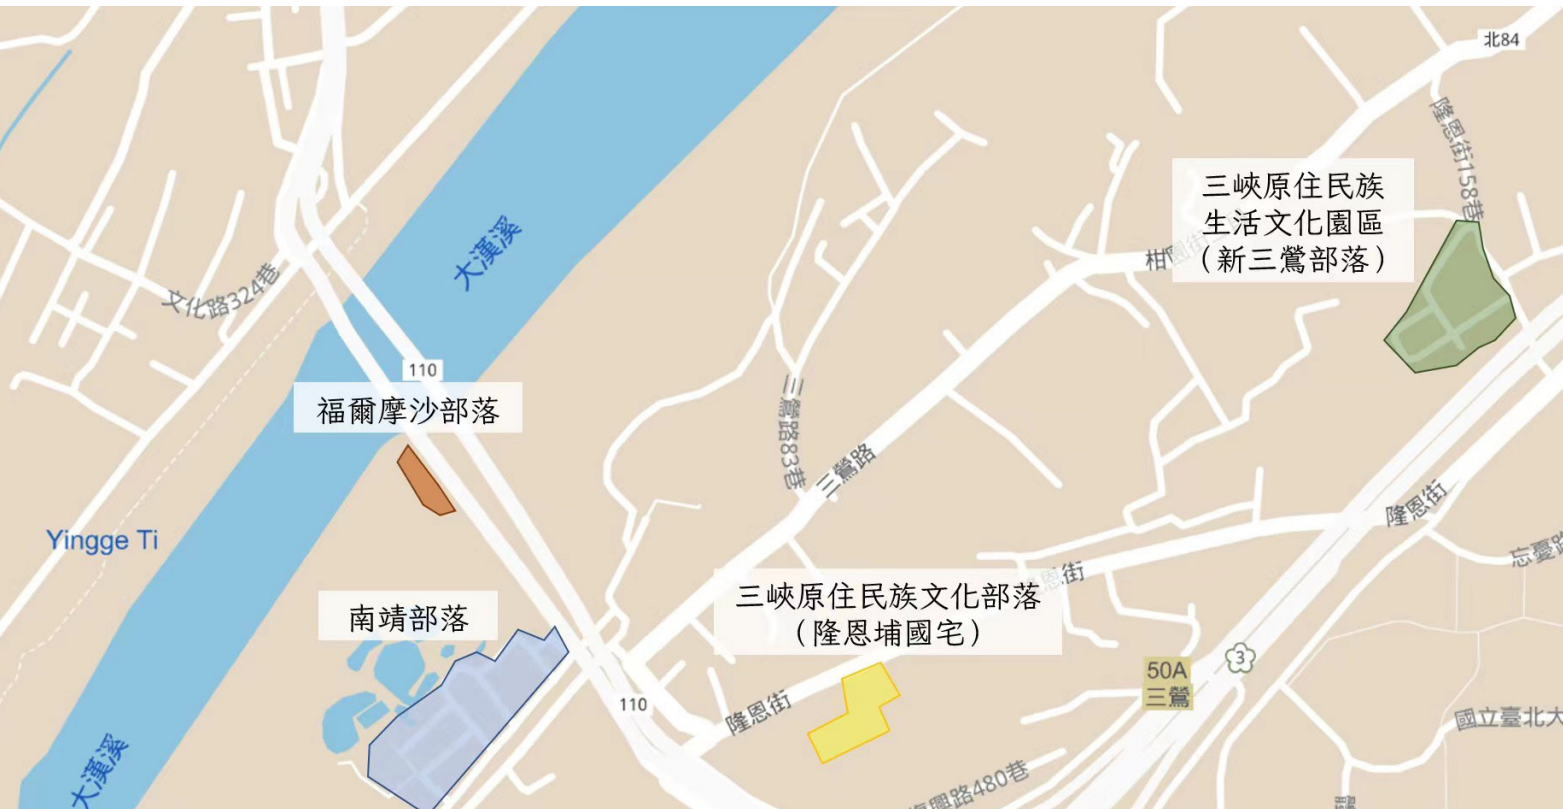 北84
隆恩街158巷
三峽原住民族
生活文化園區
（新三鶯部落）
柑園街
大漢溪
文化路324巷
110
福爾摩沙部落
三鶯路83巷
三鶯路
隆恩街
忘憂路
Yingge Ti
三峽原住民族文化部落
（隆恩埔國宅）
恩街
南靖部落
50A
三鶯
3
110
隆恩街
國立臺北大
大漢溪
復興路480巷